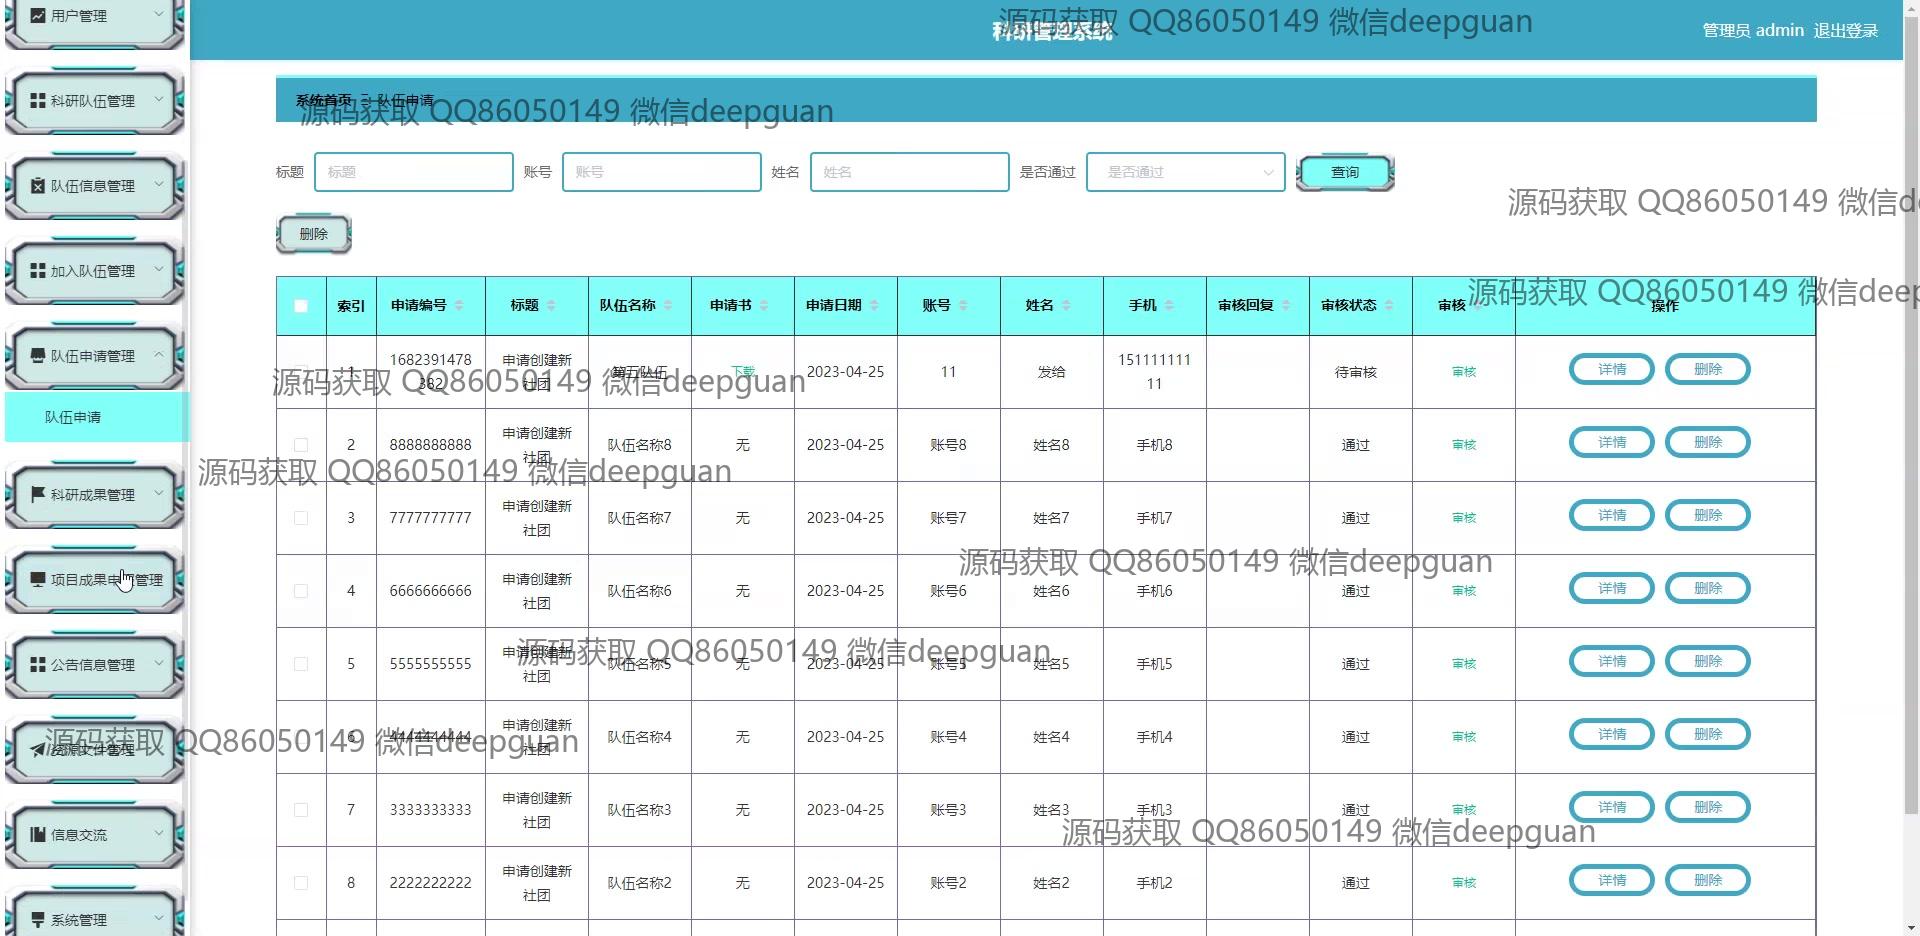 科研管理系统
源码获取 QQ86050149 微信deepguan
管理员 admin 退出登录
用户管理
科研队伍管理
队伍信息管理
加入队伍管理
队伍申请管理
队伍申请
科研成果管理
项目成果申 管理
公告信息管理
资源文件管理
信息交流
系统管理
系统首页 队伍申请
源码获取 QQ86050149 微信deepguan
标题 标题 账号 账号 姓名 姓名 是否通过 是否通过 查询
源码获取 QQ86050149 微信d
删除
索引 申请编号 标题 队伍名称 申请书 申请日期 账号 姓名 手机 审核回复 审核状态 审核 操作
源码获取 QQ86050149 微信deep
1 1682391478382 申请创建新社团 第五队伍 下载 2023-04-25 11 发给 15111111111 待审核 审核 详情 删除
源码获取 QQ86050149 微信deepguan
2 8888888888 申请创建新社团 队伍名称8 无 2023-04-25 账号8 姓名8 手机8 通过 审核 详情 删除
源码获取 QQ86050149 微信deepguan
3 7777777777 申请创建新社团 队伍名称7 无 2023-04-25 账号7 姓名7 手机7 通过 审核 详情 删除
源码获取 QQ86050149 微信deepguan
4 6666666666 申请创建新社团 队伍名称6 无 2023-04-25 账号6 姓名6 手机6 通过 审核 详情 删除
5 5555555555 申请创建新社团 队伍名称5 无 2023-04-25 账号5 姓名5 手机5 通过 审核 详情 删除
源码获取 QQ86050149 微信deepguan
6 4444444444 申请创建新社团 队伍名称4 无 2023-04-25 账号4 姓名4 手机4 通过 审核 详情 删除
源码获取 QQ86050149 微信deepguan
7 3333333333 申请创建新社团 队伍名称3 无 2023-04-25 账号3 姓名3 手机3 通过 审核 详情 删除
源码获取 QQ86050149 微信deepguan
8 2222222222 申请创建新社团 队伍名称2 无 2023-04-25 账号2 姓名2 手机2 通过 审核 详情 删除